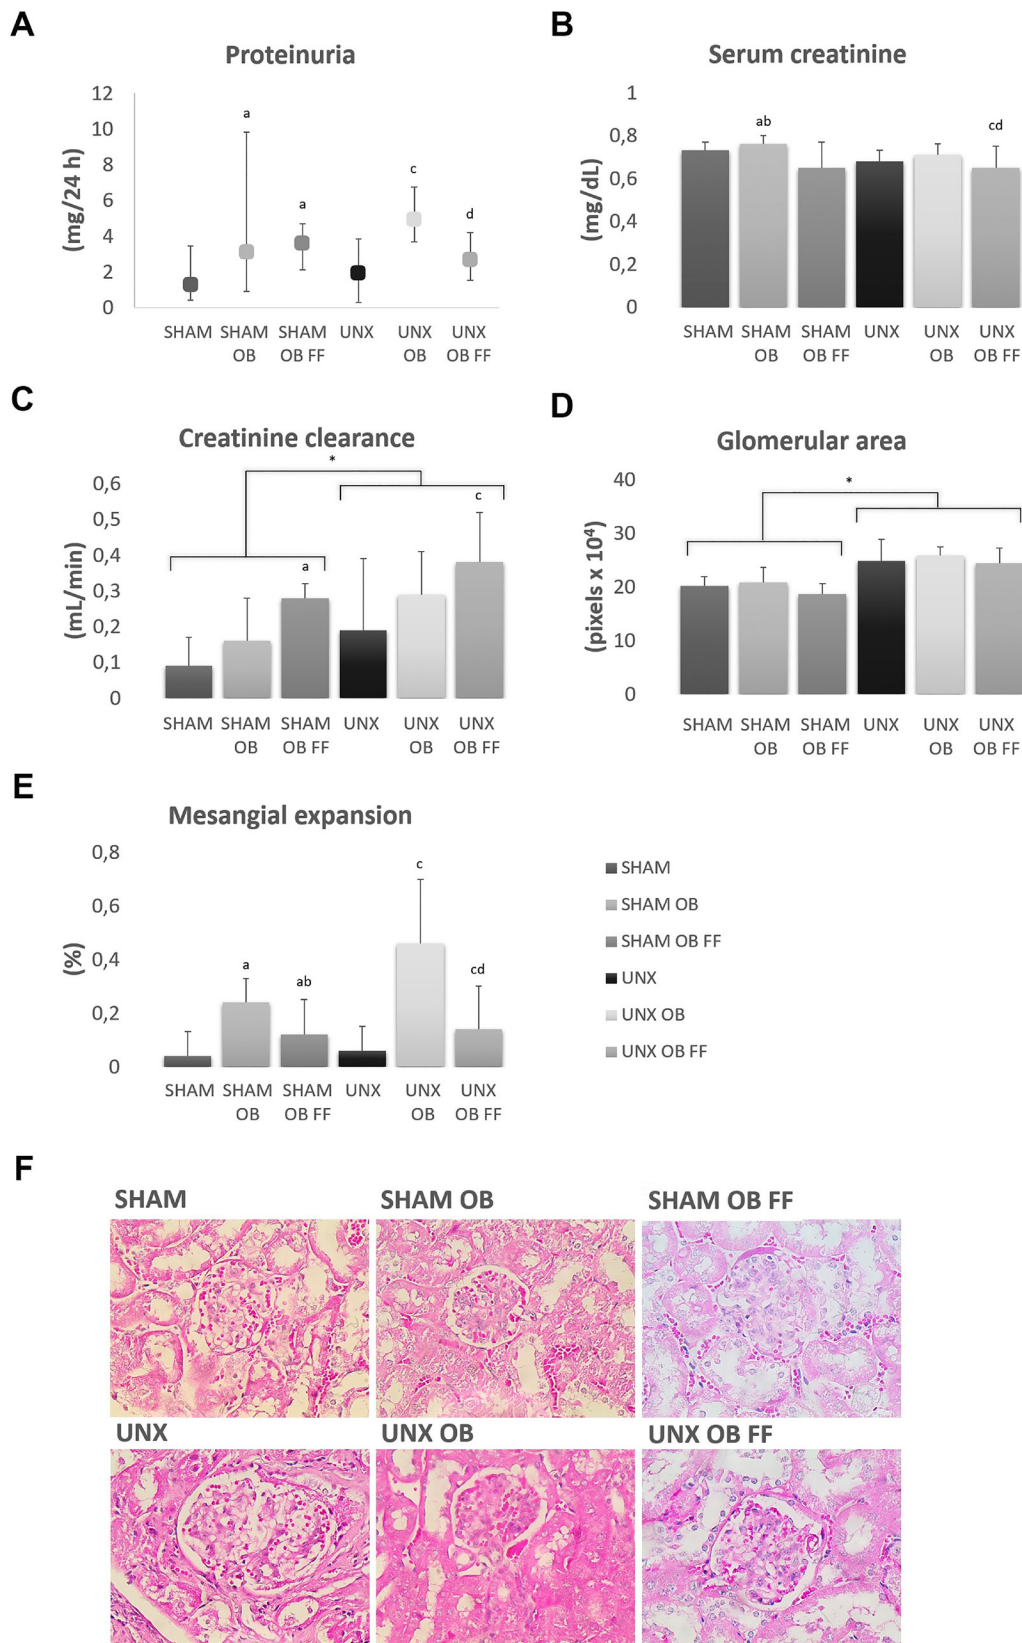 A
Proteinuria
(mg/24 h)
12
10
8
6
4
2
0
a
a
c
d
SHAM SHAM SHAM UNX UNX UNX
OB OB FF OB OB FF
B
Serum creatinine
(mg/dL)
1
0,8
0,6
0,4
0,2
0
ab
cd
SHAM SHAM SHAM UNX UNX UNX
OB OB FF OB OB FF
C
Creatinine clearance
(mL/min)
0,6
0,5
0,4
0,3
0,2
0,1
0
*
a
c
SHAM SHAM SHAM UNX UNX UNX
OB OB FF OB OB FF
D
Glomerular area
(pixels x 10⁴)
40
30
20
10
0
*
SHAM SHAM SHAM UNX UNX UNX
OB OB FF OB OB FF
E
Mesangial expansion
(%)
0,8
0,6
0,4
0,2
0
a
ab
c
cd
SHAM SHAM SHAM UNX UNX UNX
OB OB FF OB OB FF
SHAM
SHAM OB
SHAM OB FF
UNX
UNX OB
UNX OB FF
F
SHAM SHAM OB SHAM OB FF
UNX UNX OB UNX OB FF